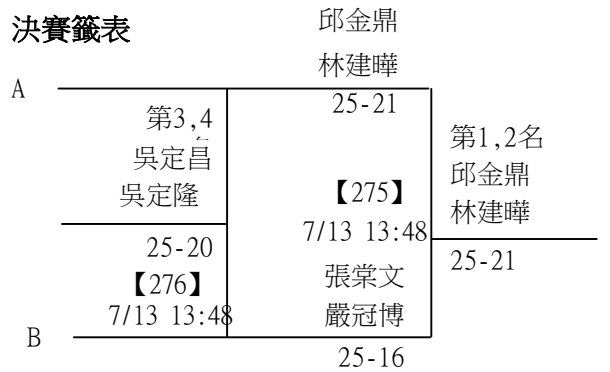 決賽籤表
邱金鼎
林建曄
A
25-21
第3,4
吳定昌
吳定隆
25-20
【276】
7/13 13:48
【275】
7/13 13:48
張棠文
嚴冠博
B
25-16
第1,2名
邱金鼎
林建曄
25-21